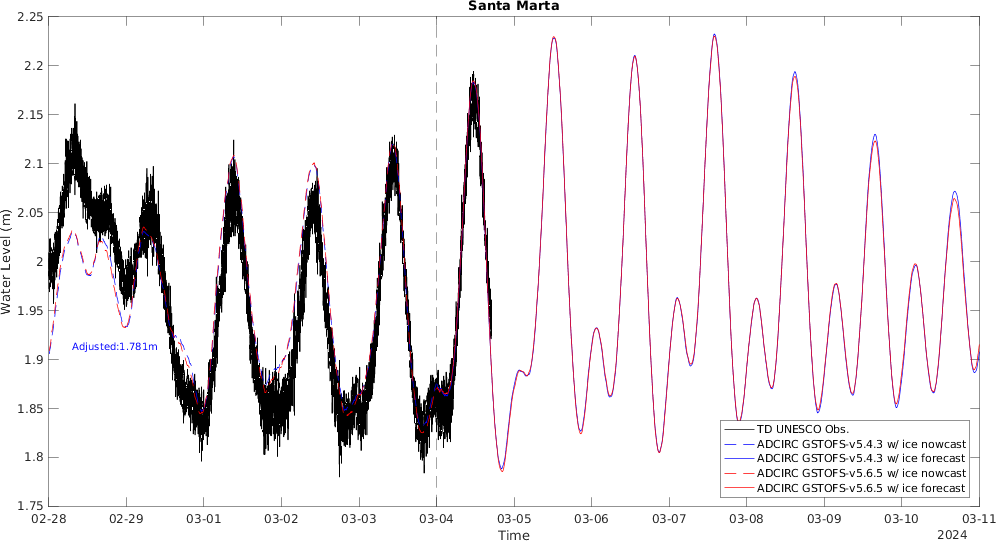 Santa Marta
2.25
2.2
2.15
2.1
2.05
2
1.95
1.9
1.85
1.8
1.75
Water Level (m)
Adjusted:1.781m
TD UNESCO Obs.
ADCIRC GSTOFS-v5.4.3 w/ ice nowcast
ADCIRC GSTOFS-v5.4.3 w/ ice forecast
ADCIRC GSTOFS-v5.6.5 w/ ice nowcast
ADCIRC GSTOFS-v5.6.5 w/ ice forecast
02-28 02-29 03-01 03-02 03-03 03-04 03-05 03-06 03-07 03-08 03-09 03-10 03-11
Time
2024